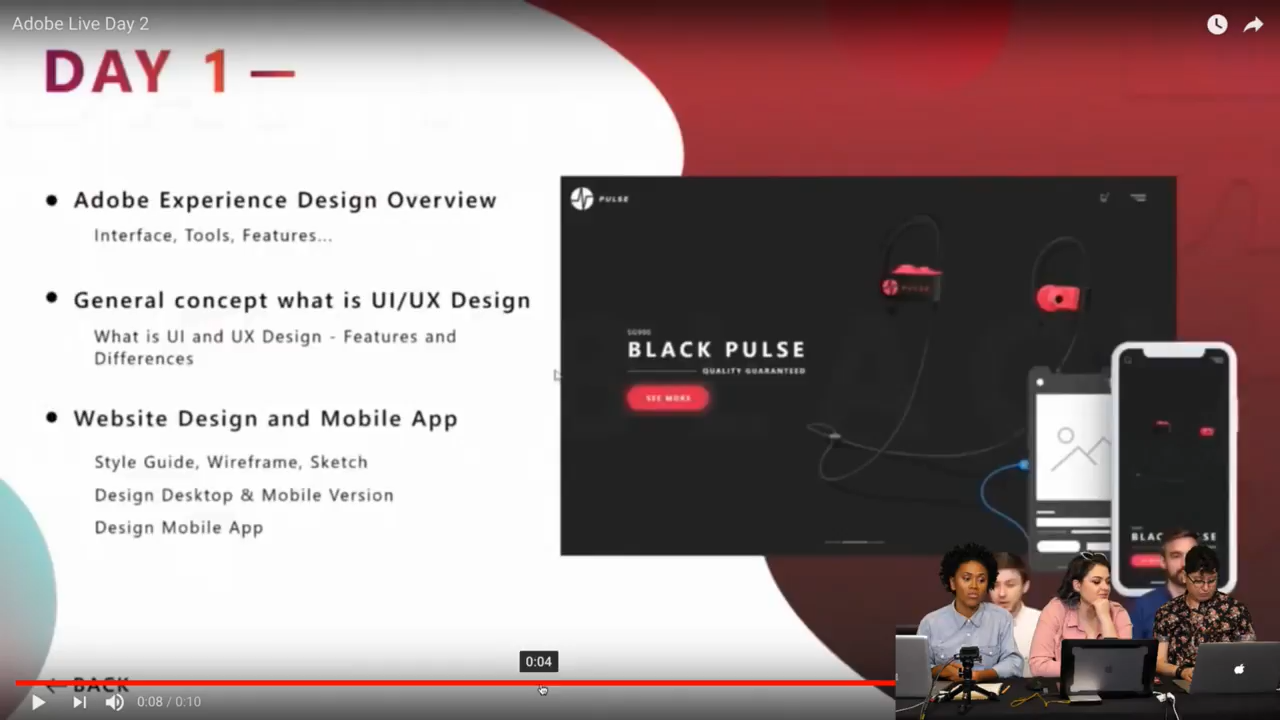 Adobe Live Day 2
DAY 1 —
• Adobe Experience Design Overview
Interface, Tools, Features...
• General concept what is UI/UX Design
What is UI and UX Design - Features and
Differences
• Website Design and Mobile App
Style Guide, Wireframe, Sketch
Design Desktop & Mobile Version
Design Mobile App
PULSE
BLACK PULSE
QUALITY GUARANTEED
SEE MORE
PULSE
← BACK
0:04
0:08 / 0:10